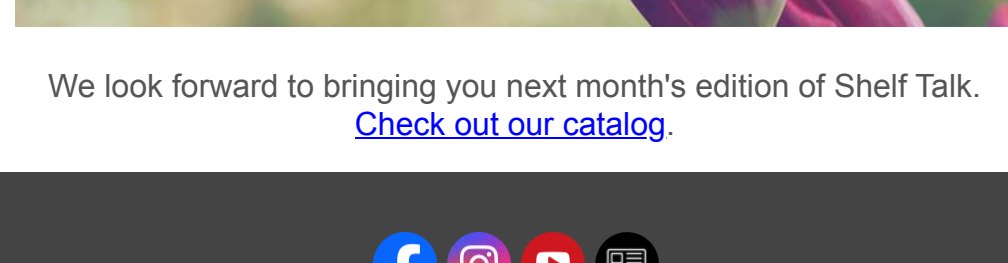 We look forward to bringing you next month's edition of Shelf Talk.
Check out our catalog.